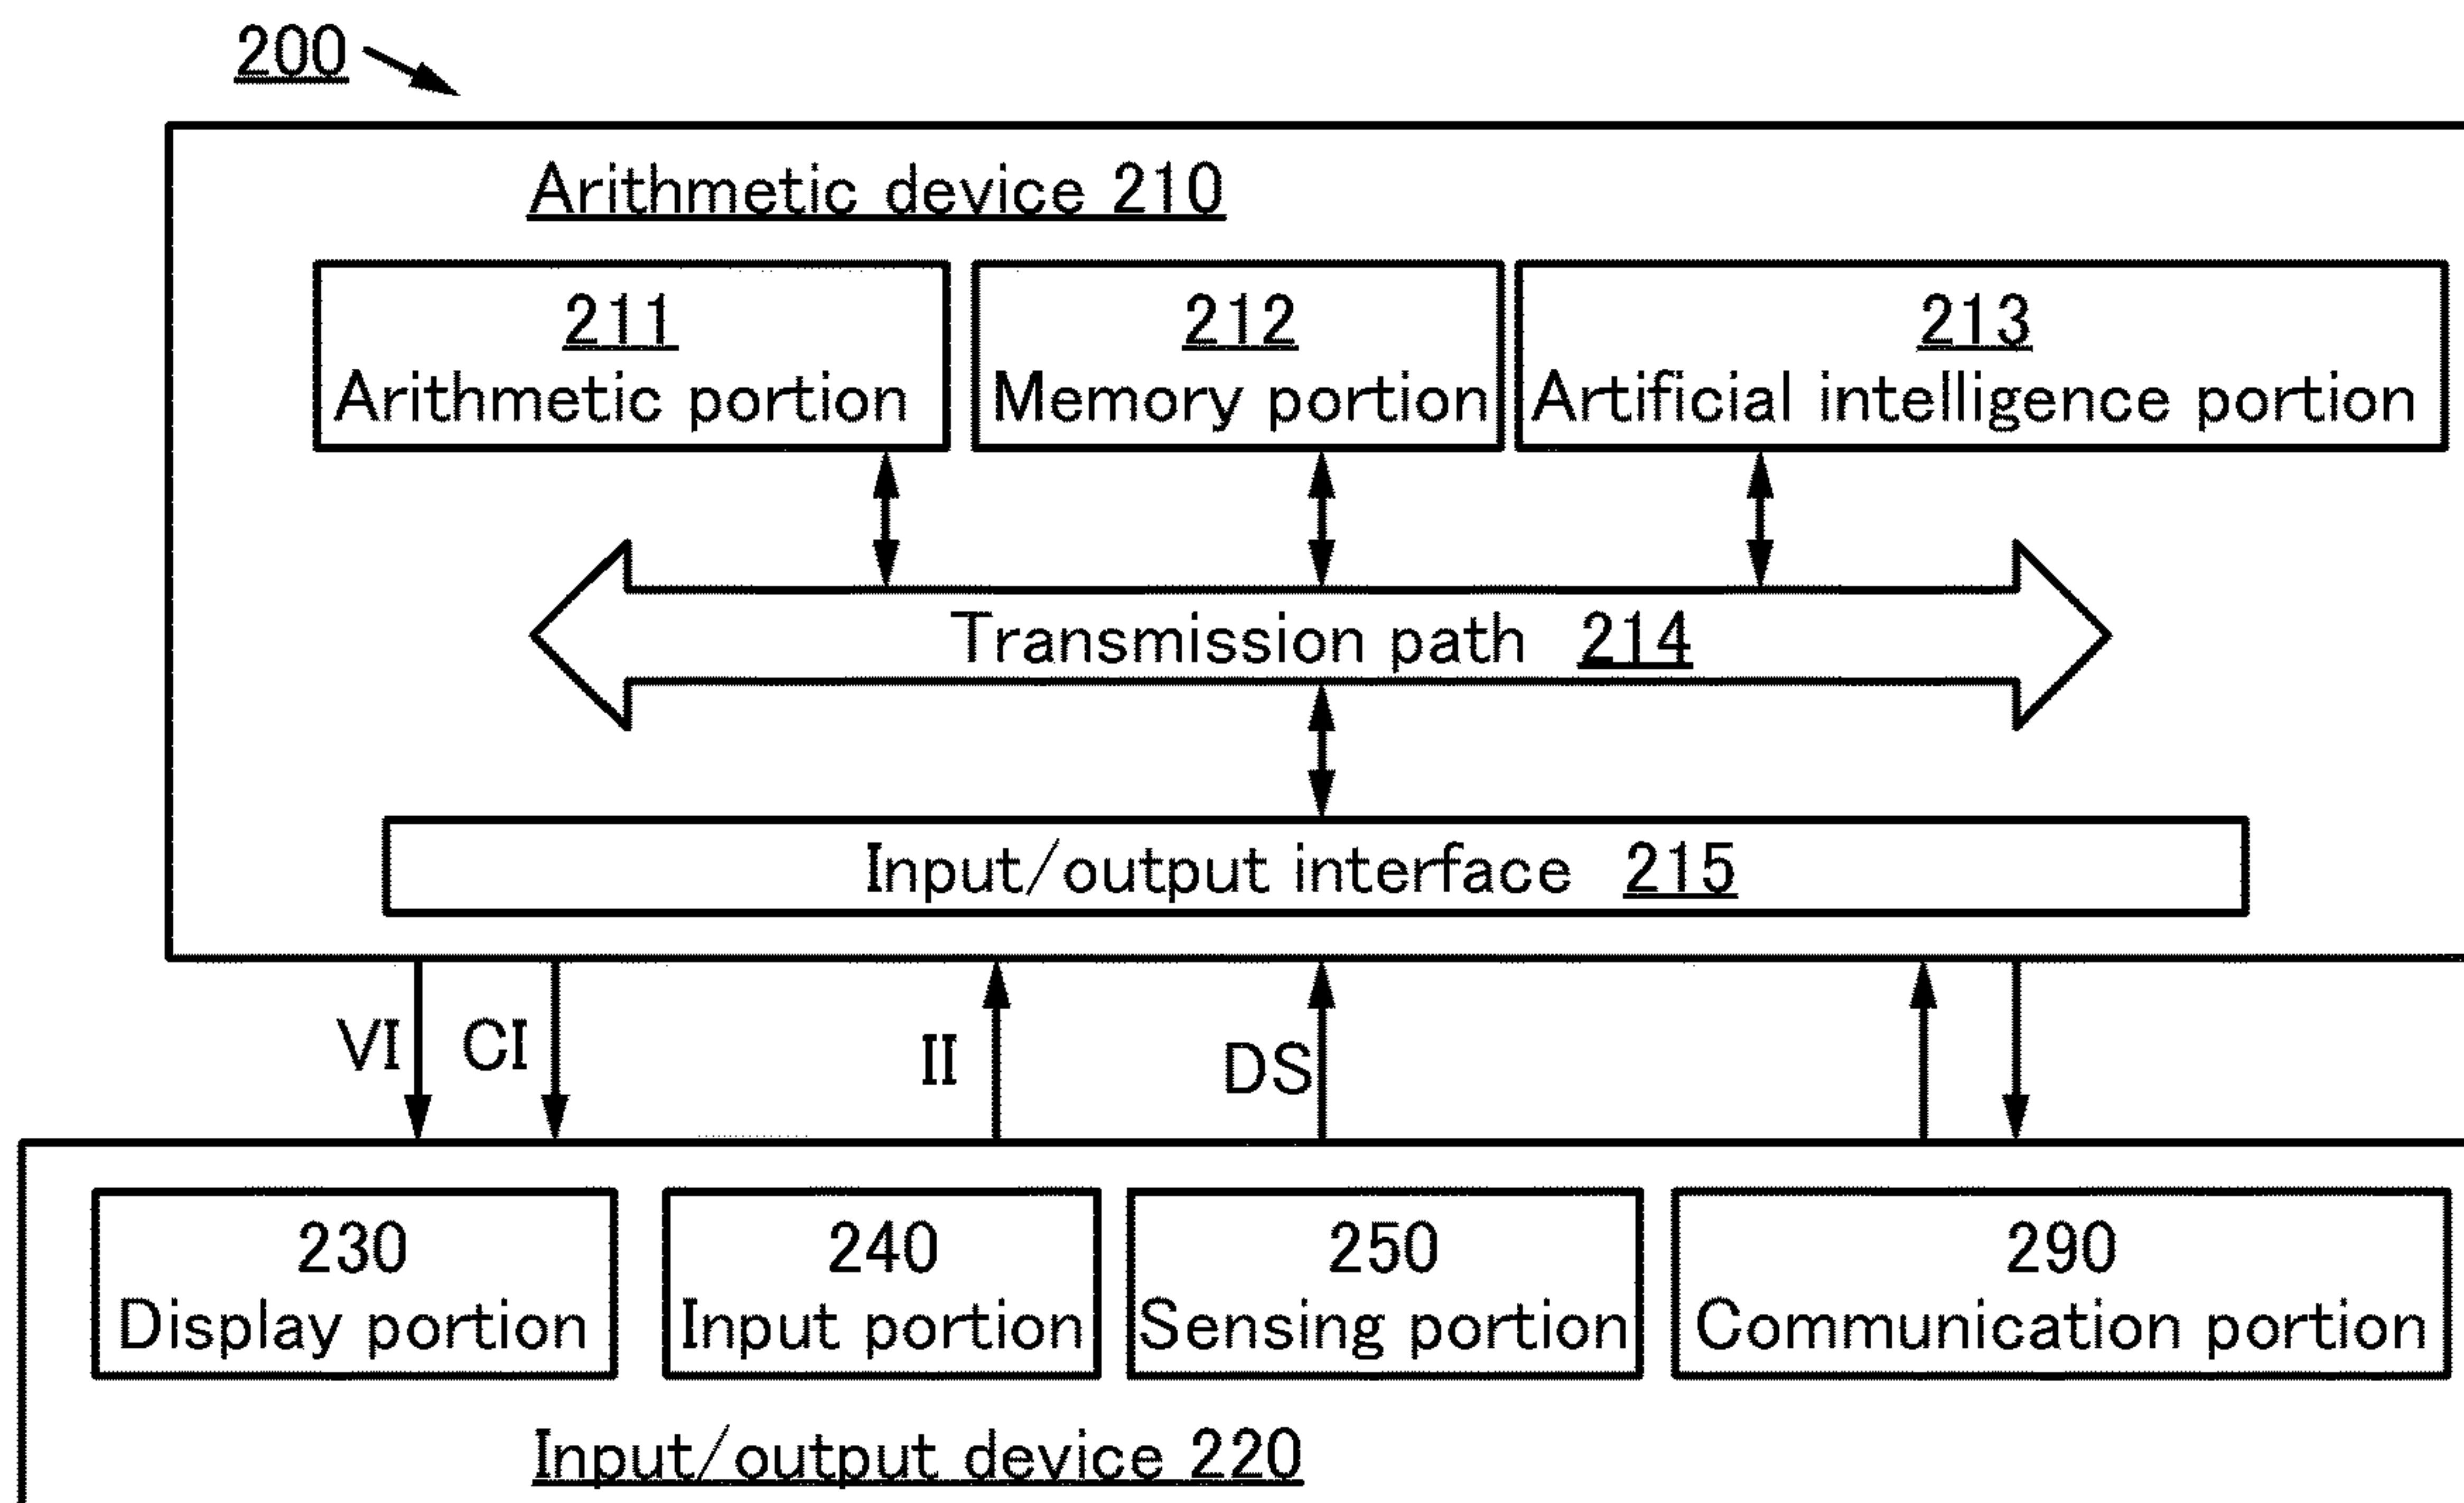 200
Arithmetic device 210
211
Arithmetic portion
212
Memory portion
213
Artificial intelligence portion
Transmission path 214
Input/output interface 215
VI
CI
II
DS
230
Display portion
240
Input portion
250
Sensing portion
290
Communication portion
Input/output device 220